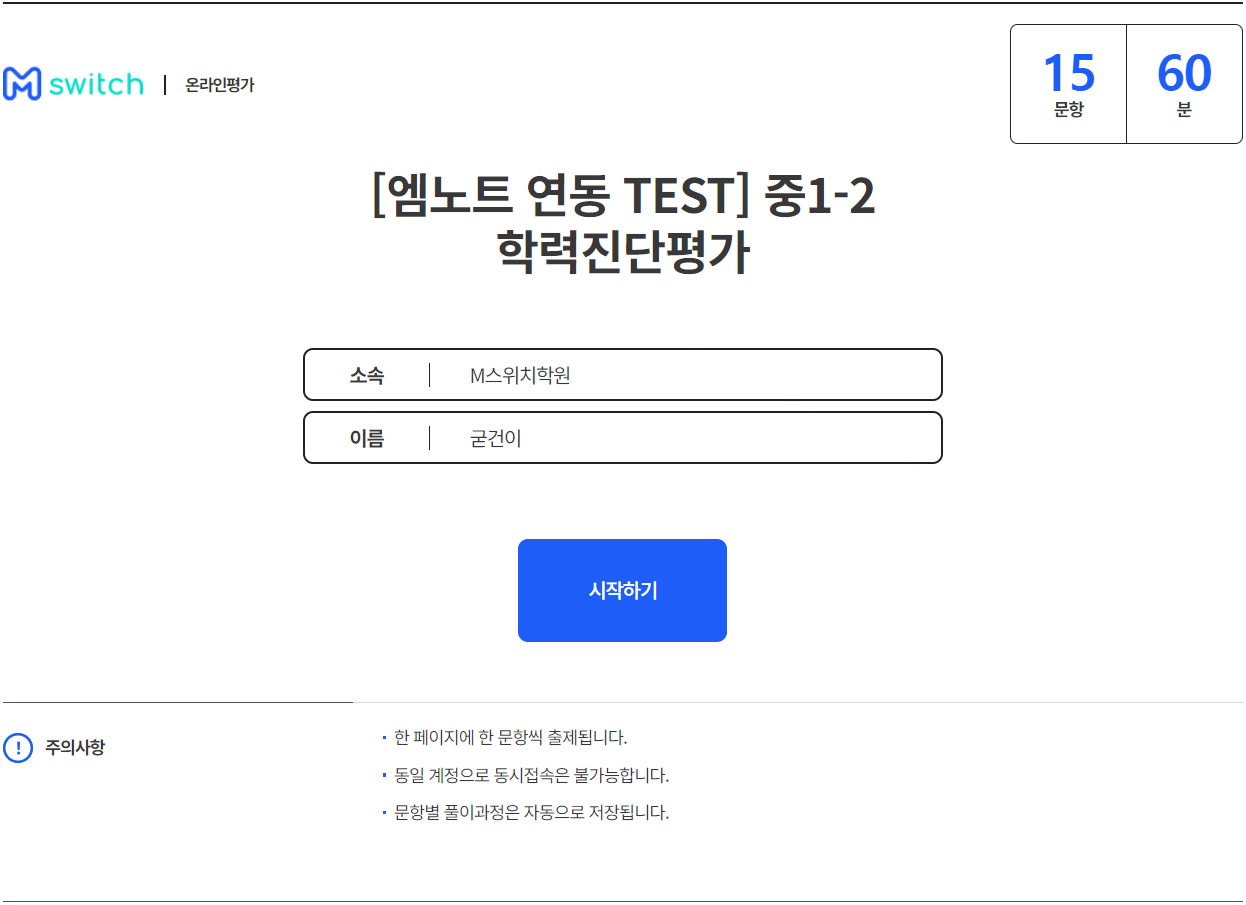 M switch | 온라인평가
15 문항
60 분
[엠노트 연동 TEST] 중1-2
학력진단평가
소속 | M스위치학원
이름 | 굳건이
시작하기
! 주의사항
· 한 페이지에 한 문항씩 출제됩니다.
· 동일 계정으로 동시접속은 불가능합니다.
· 문항별 풀이과정은 자동으로 저장됩니다.